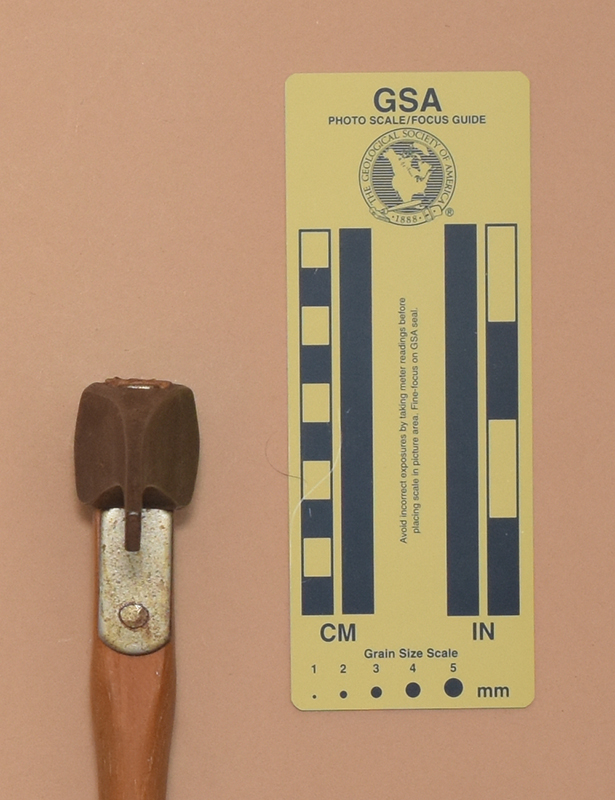 GSA
PHOTO SCALE/FOCUS GUIDE
THE GEOLOGICAL SOCIETY OF AMERICA
·1888·
®
Avoid incorrect exposures by taking meter readings before
placing scale in picture area. Fine-focus on GSA seal.
CM IN
Grain Size Scale
1 2 3 4 5
mm